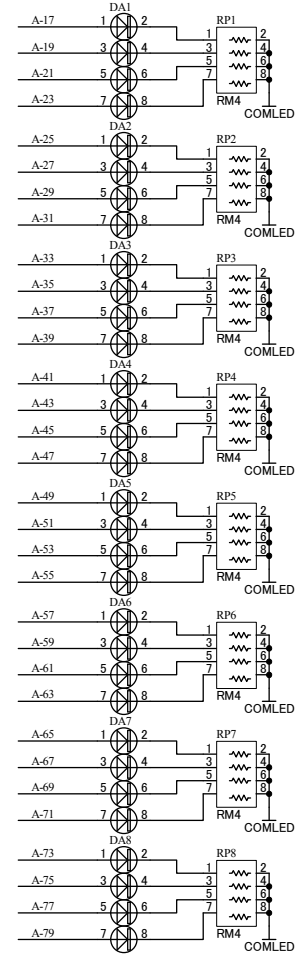 DA1
A-17 1 2 RP1
1 2
A-19 3 4 3 4
5 6
A-21 5 6 7 8
A-23 7 8 RM4
COMLED
DA2
A-25 1 2 RP2
1 2
A-27 3 4 3 4
5 6
A-29 5 6 7 8
A-31 7 8 RM4
COMLED
DA3
A-33 1 2 RP3
1 2
A-35 3 4 3 4
5 6
A-37 5 6 7 8
A-39 7 8 RM4
COMLED
DA4
A-41 1 2 RP4
1 2
A-43 3 4 3 4
5 6
A-45 5 6 7 8
A-47 7 8 RM4
COMLED
DA5
A-49 1 2 RP5
1 2
A-51 3 4 3 4
5 6
A-53 5 6 7 8
A-55 7 8 RM4
COMLED
DA6
A-57 1 2 RP6
1 2
A-59 3 4 3 4
5 6
A-61 5 6 7 8
A-63 7 8 RM4
COMLED
DA7
A-65 1 2 RP7
1 2
A-67 3 4 3 4
5 6
A-69 5 6 7 8
A-71 7 8 RM4
COMLED
DA8
A-73 1 2 RP8
1 2
A-75 3 4 3 4
5 6
A-77 5 6 7 8
A-79 7 8 RM4
COMLED